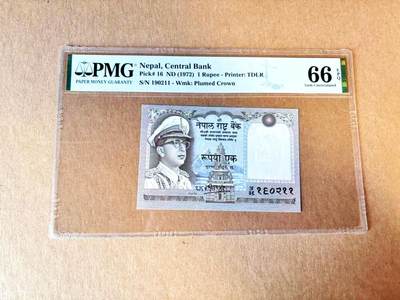 PMG
PAPER MONEY GUARANTY
Nepal, Central Bank
Pick# 16 ND (1972) 1 Rupee - Printer: TDLR
S/N 190211 - Wmk: Plumed Crown
66 EPQ
Gem Uncirculated
नेपाल राष्ट्र बैंक
रूपैयाँ एक
१९०२११